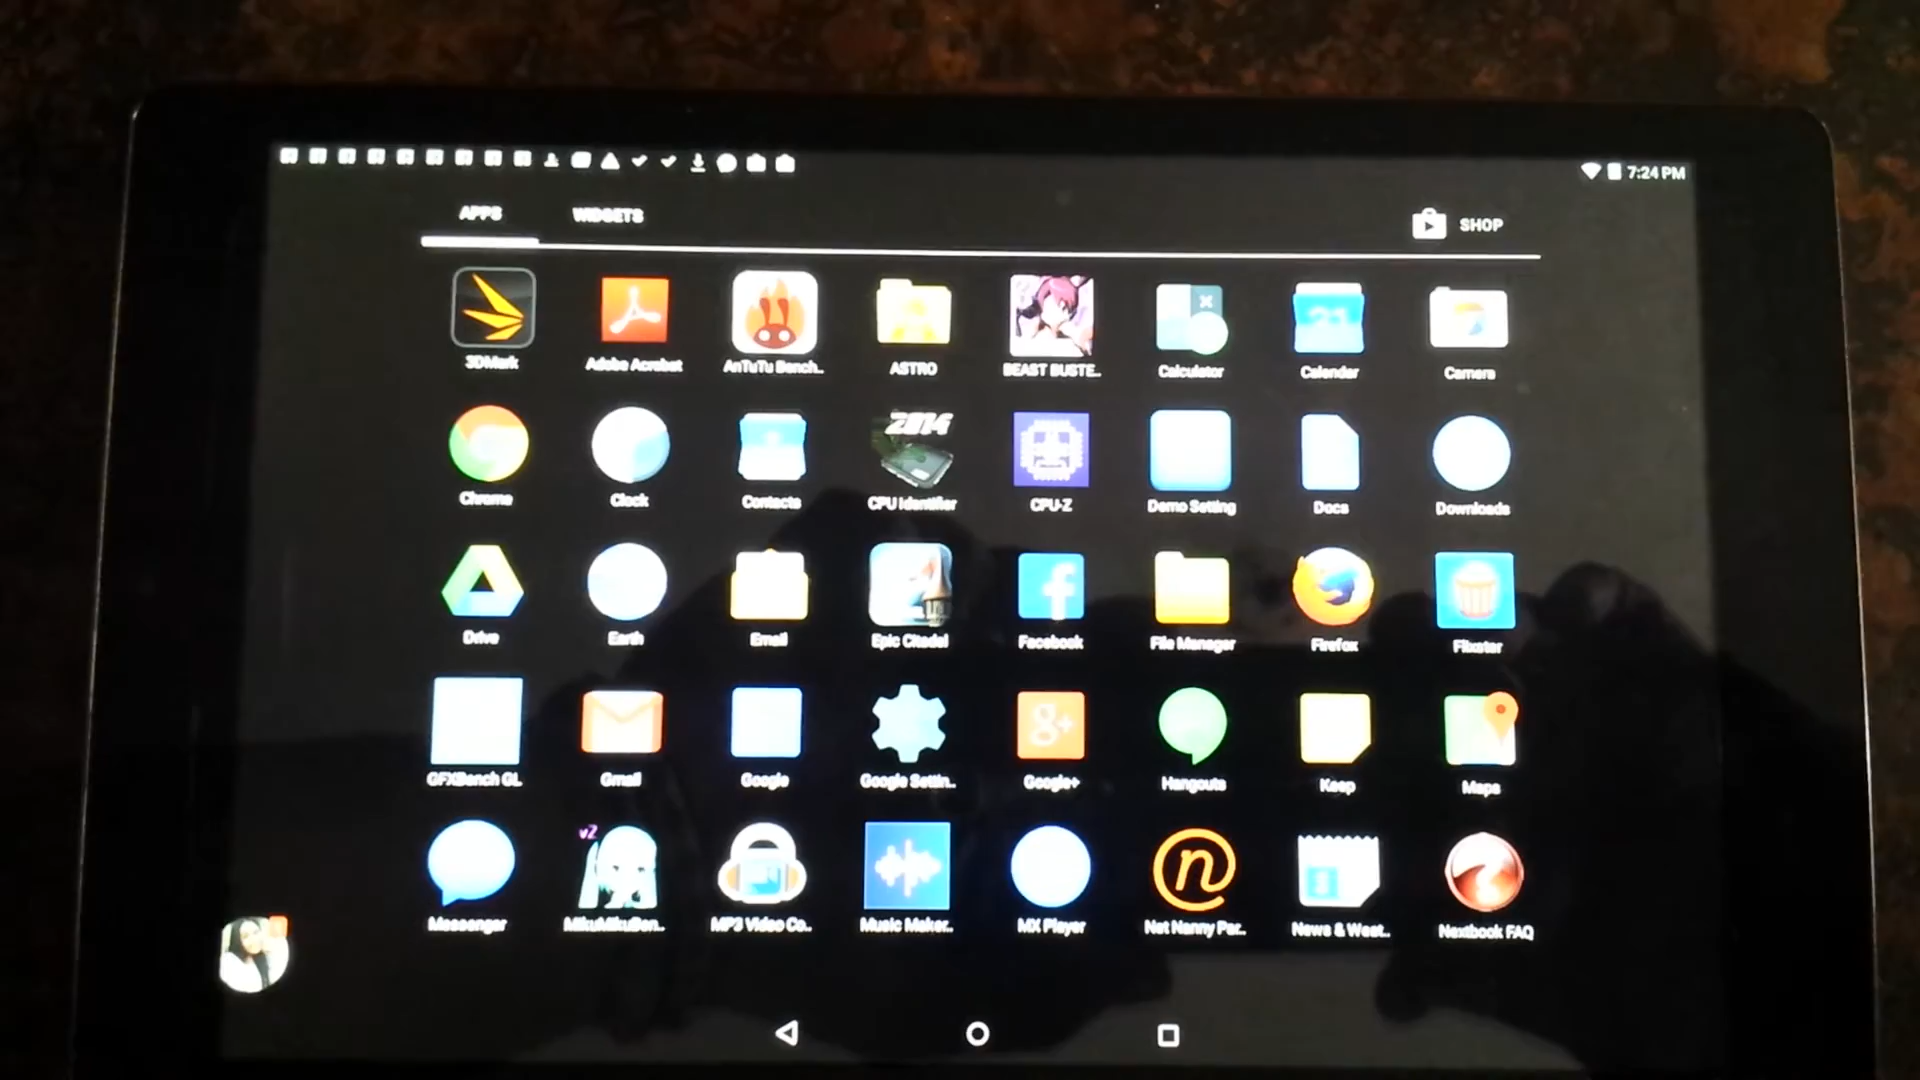 7:24 PM
APPS WIDGETS SHOP
3DMark Adobe Acrobat AnTuTu Bench.. ASTRO BEAST BUSTE.. Calculator Calendar Camera
Chrome Clock Contacts CPU Identifier CPU-Z Demo Setting Docs Downloads
Drive Earth Email Epic Citadel Facebook File Manager Firefox Flixster
GFXBench GL Gmail Google Google Settin.. Google+ Hangouts Keep Maps
Messenger MikuMikuBen.. MP3 Video Co.. Music Maker.. MX Player Net Nanny Par.. News & Weat.. Nextbook FAQ
2014
g+
v2
n